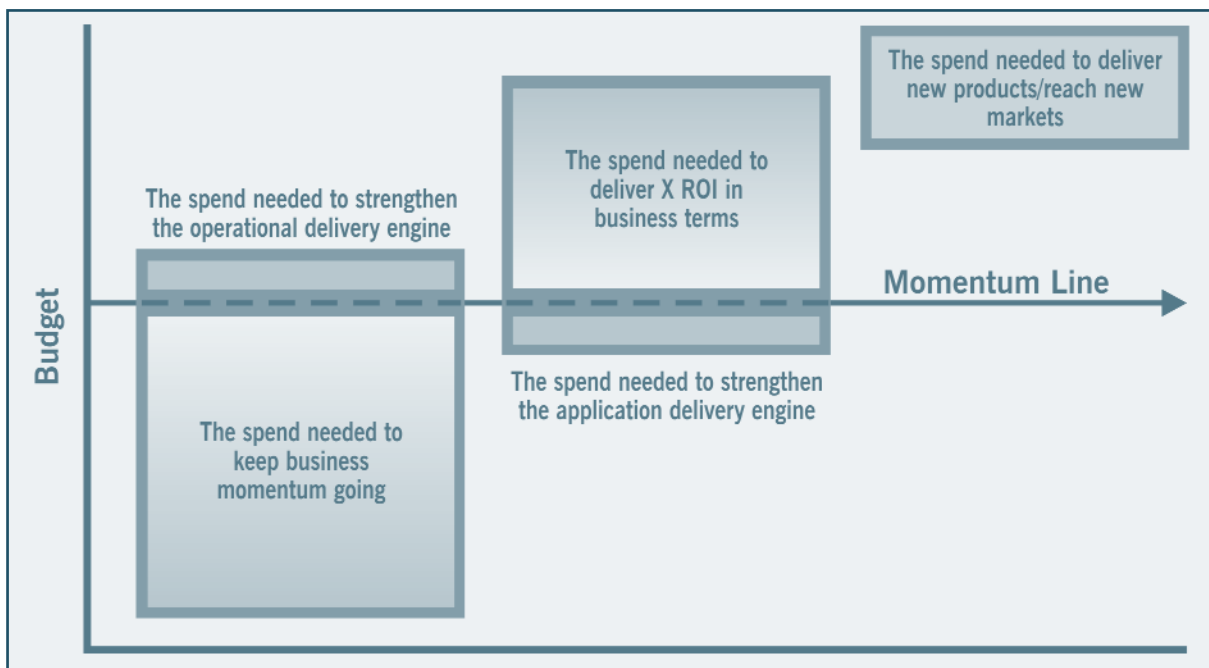 The spend needed to deliver
new products/reach new
markets
The spend needed to
deliver X ROI in
business terms
The spend needed to strengthen
the operational delivery engine
Momentum Line
Budget
The spend needed to strengthen
the application delivery engine
The spend needed to
keep business
momentum going